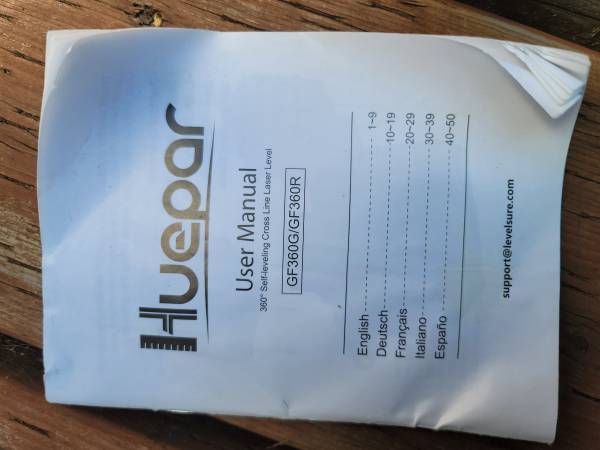 Huepar
User Manual
360° Self-leveling Cross Line Laser Level
GF360G/GF360R
English -------------------- 1~9
Deutsch -------------------- 10~19
Français -------------------- 20~29
Italiano -------------------- 30~39
Españo -------------------- 40~50
support@levelsure.com